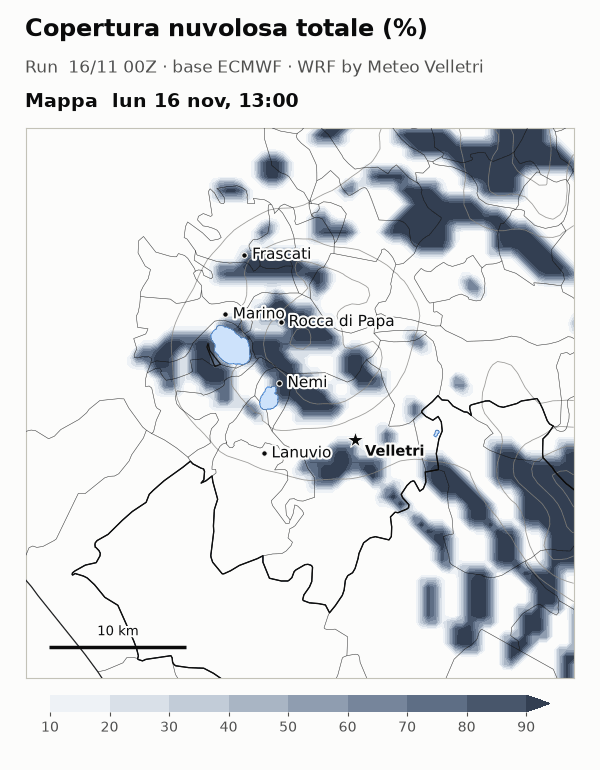 Copertura nuvolosa totale (%)
Run  16/11 00Z · base ECMWF · WRF by Meteo Velletri
Mappa  lun 16 nov, 13:00
Frascati
Marino
Rocca di Papa
Nemi
Velletri
Lanuvio
10 km
10 20 30 40 50 60 70 80 90